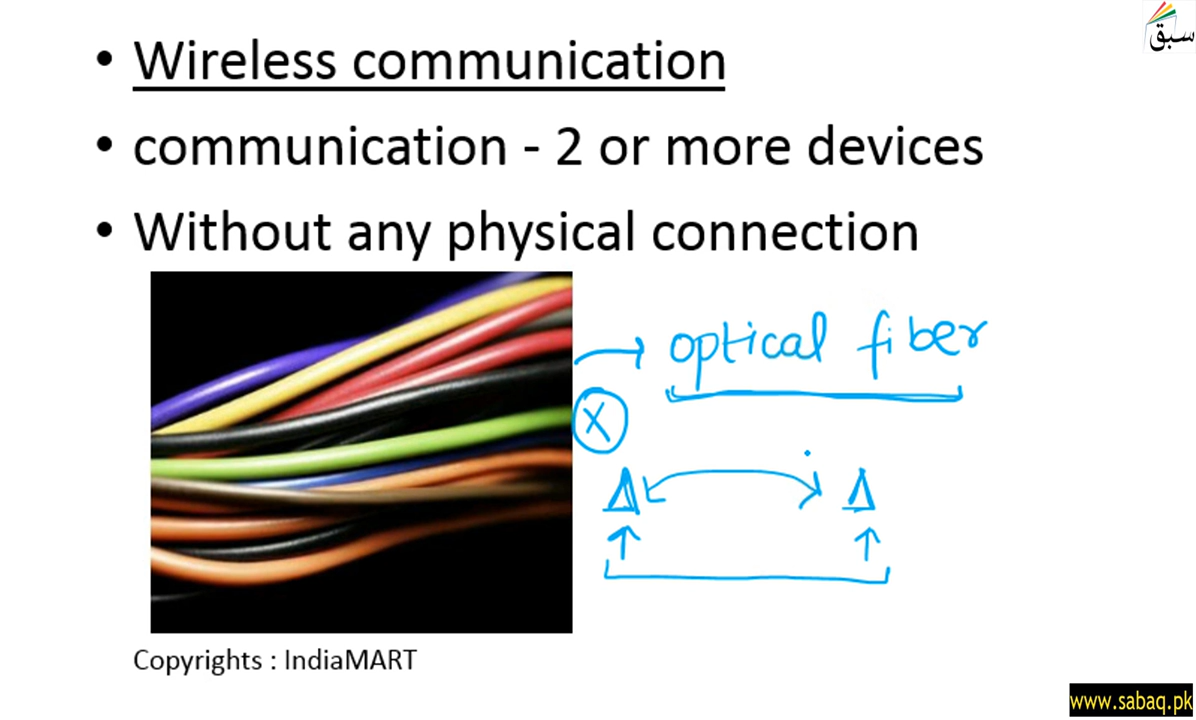 سبق
• Wireless communication
• communication - 2 or more devices
• Without any physical connection
→ optical fiber
X
Δ Δ
Copyrights : IndiaMART
www.sabaq.pk